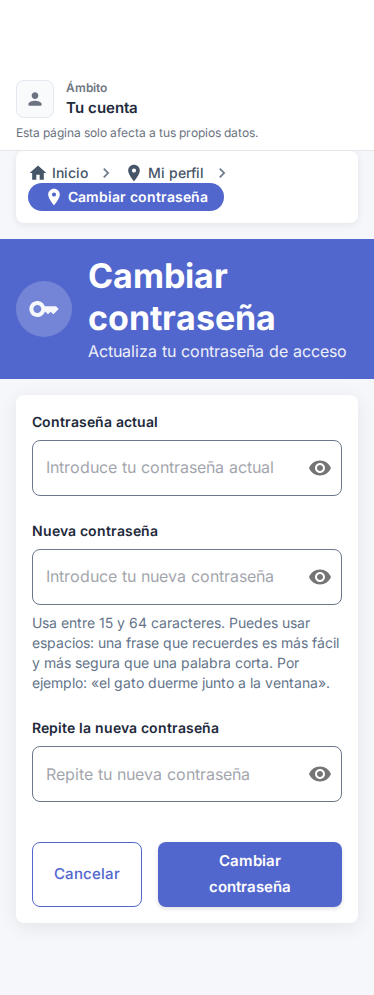 Ámbito
Tu cuenta
Esta página solo afecta a tus propios datos.
Inicio
Mi perfil
Cambiar contraseña
Cambiar
contraseña
Actualiza tu contraseña de acceso
Contraseña actual
Introduce tu contraseña actual
Nueva contraseña
Introduce tu nueva contraseña
Usa entre 15 y 64 caracteres. Puedes usar
espacios: una frase que recuerdes es más fácil
y más segura que una palabra corta. Por
ejemplo: «el gato duerme junto a la ventana».
Repite la nueva contraseña
Repite tu nueva contraseña
Cancelar
Cambiar
contraseña